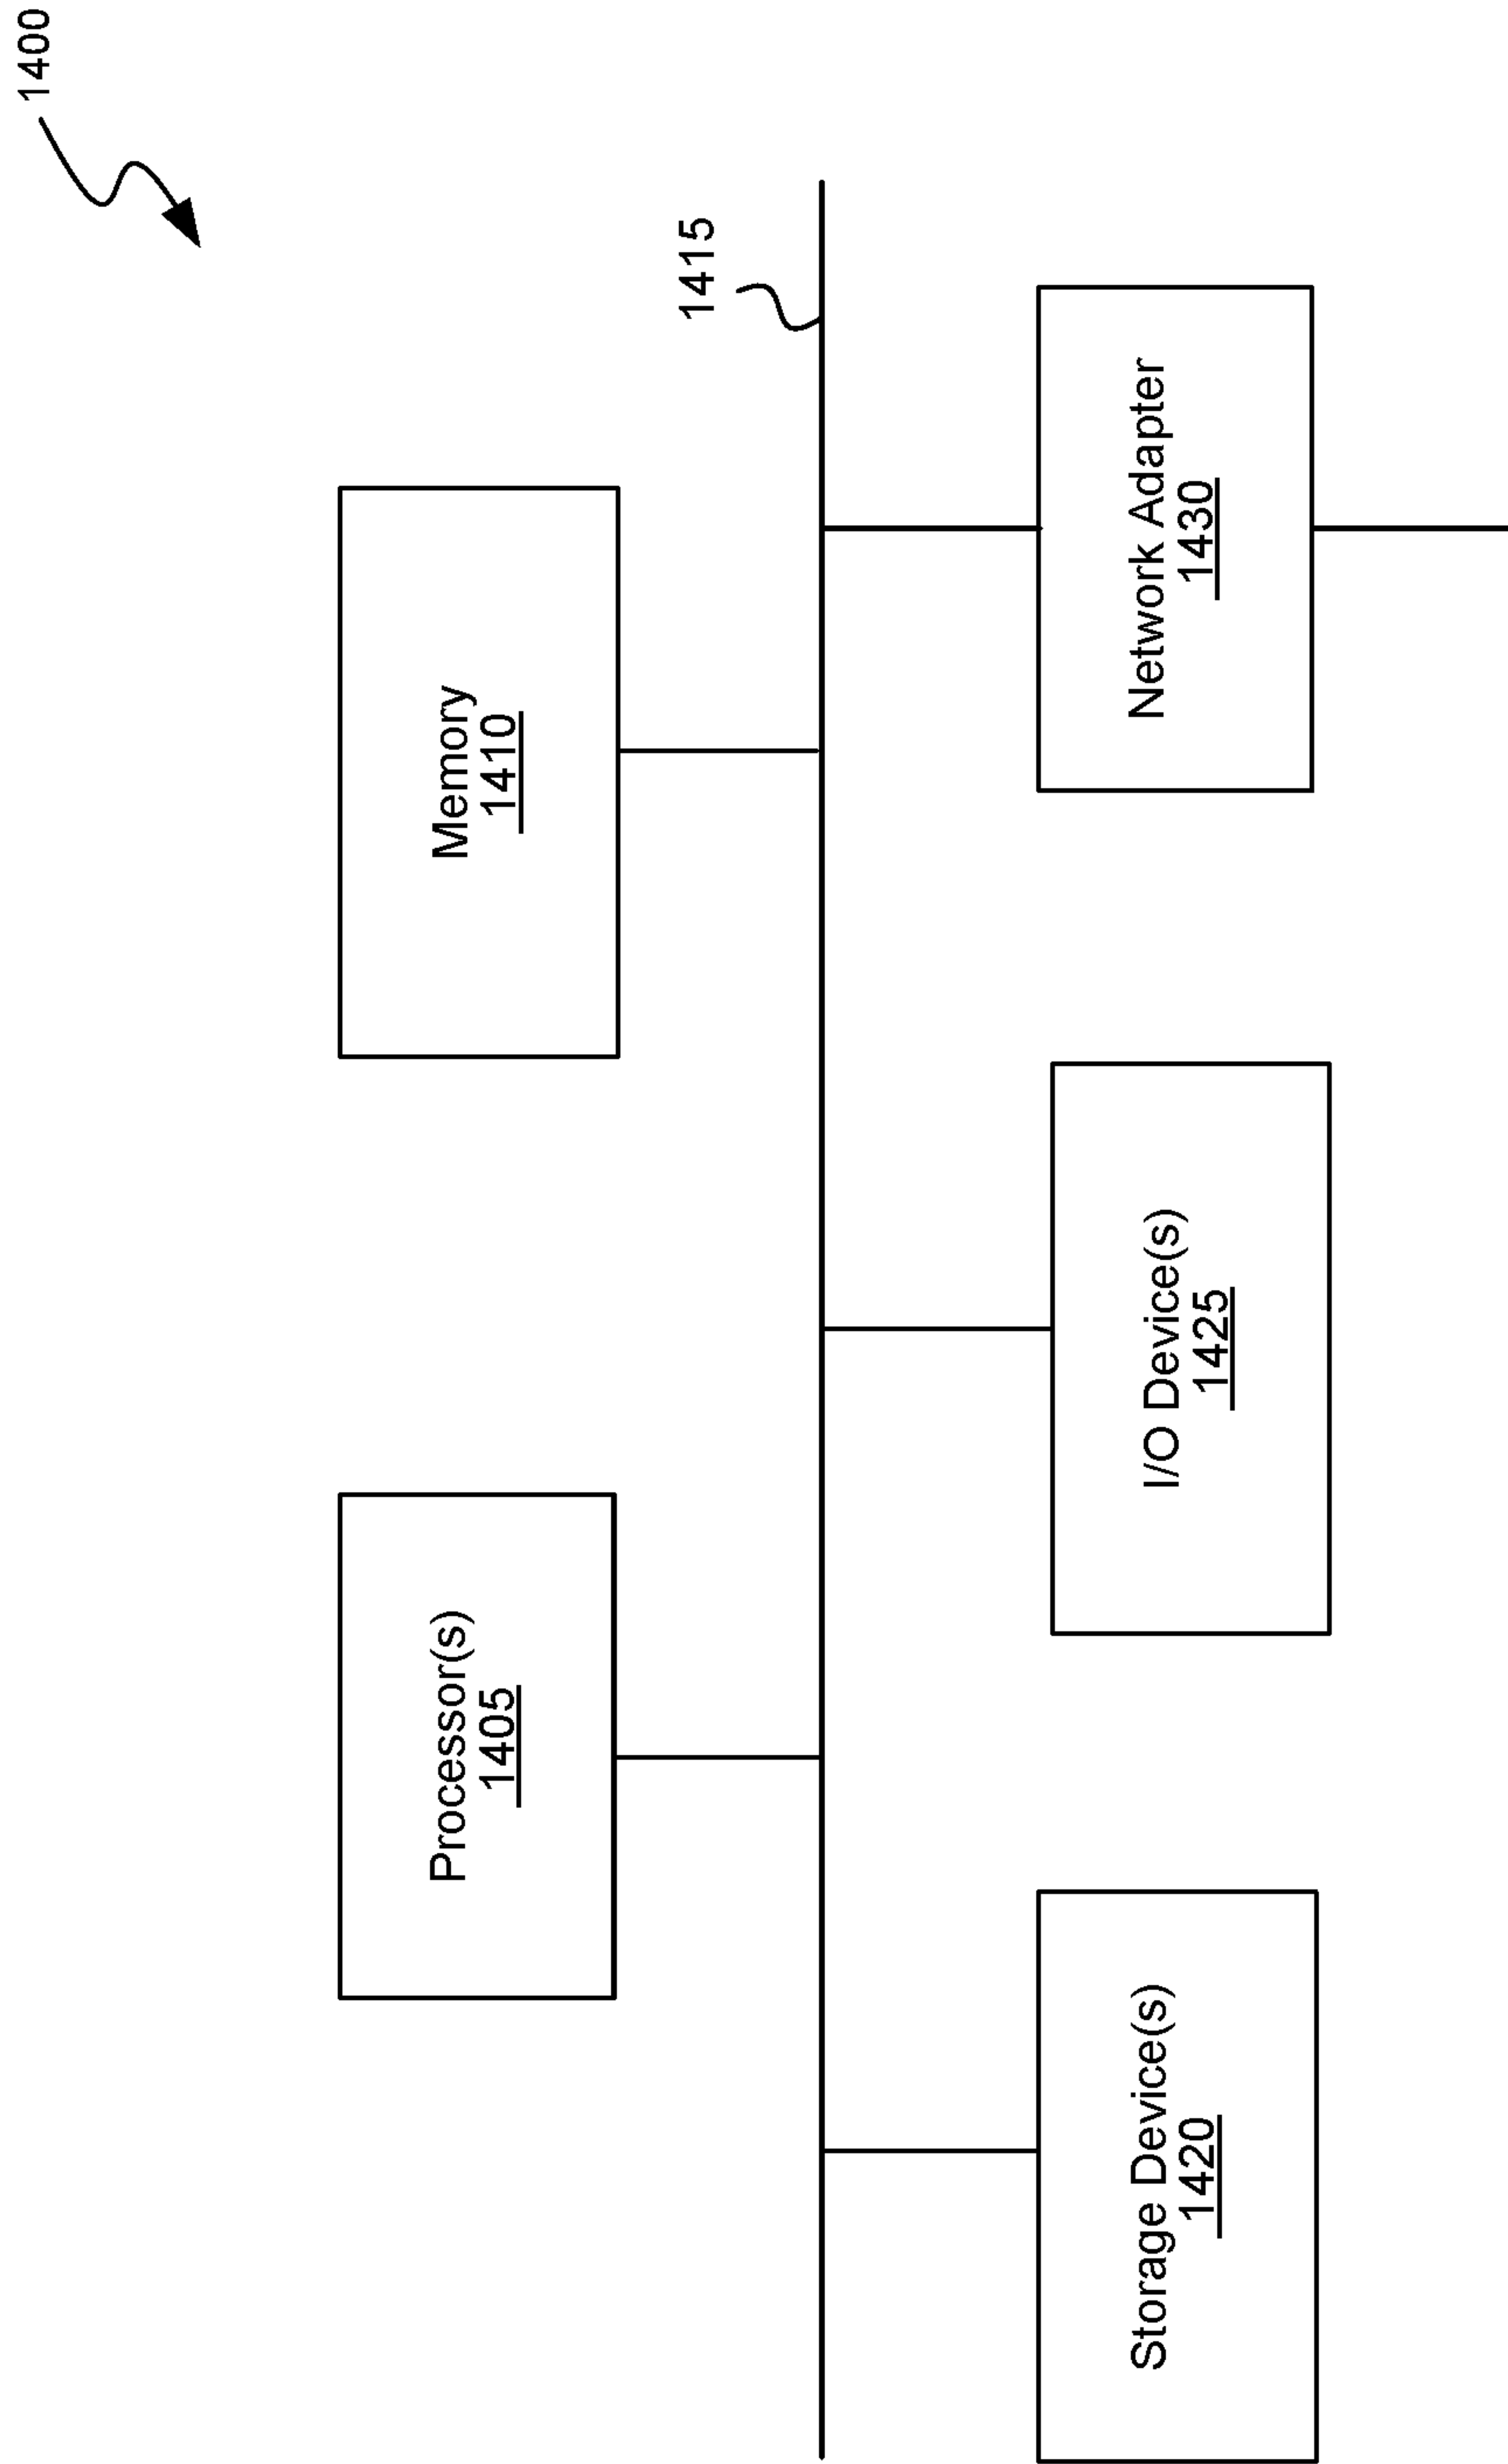 1400
Processor(s)
1405
Memory
1410
1415
Storage Device(s)
1420
I/O Device(s)
1425
Network Adapter
1430